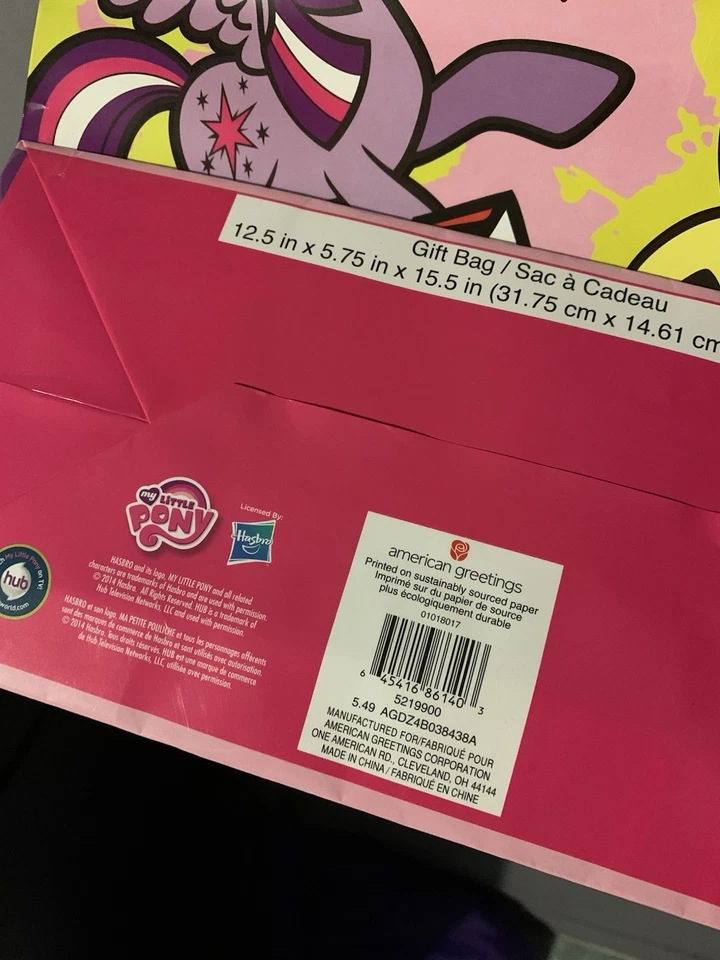 Gift Bag / Sac à Cadeau
12.5 in x 5.75 in x 15.5 in (31.75 cm x 14.61 cm
my LITTLE
PONY
Licensed By:
Hasbro
My Little Pony on TV!
hub
world.com
HASBRO and its logo, MY LITTLE PONY and all related
characters are trademarks of Hasbro and are used with permission.
© 2014 Hasbro. All Rights Reserved. HUB is a trademark of
Hub Television Networks, LLC and used with permission.
HASBRO et son logo, MA PETITE POULICHE et tous les personnages afférents
sont des marques de commerce de Hasbro et sont utilisés avec autorisation.
© 2014 Hasbro. Tous droits réservés. HUB est une marque de commerce
de Hub Television Networks, LLC, utilisée avec permission.
american greetings
Printed on sustainably sourced paper
Imprimé sur du papier de source
plus écologiquement durable
01018017
6 45416 86140 3
5219900
5.49 AGDZ4B038438A
MANUFACTURED FOR/FABRIQUÉ POUR
AMERICAN GREETINGS CORPORATION
ONE AMERICAN RD., CLEVELAND, OH 44144
MADE IN CHINA / FABRIQUÉ EN CHINE